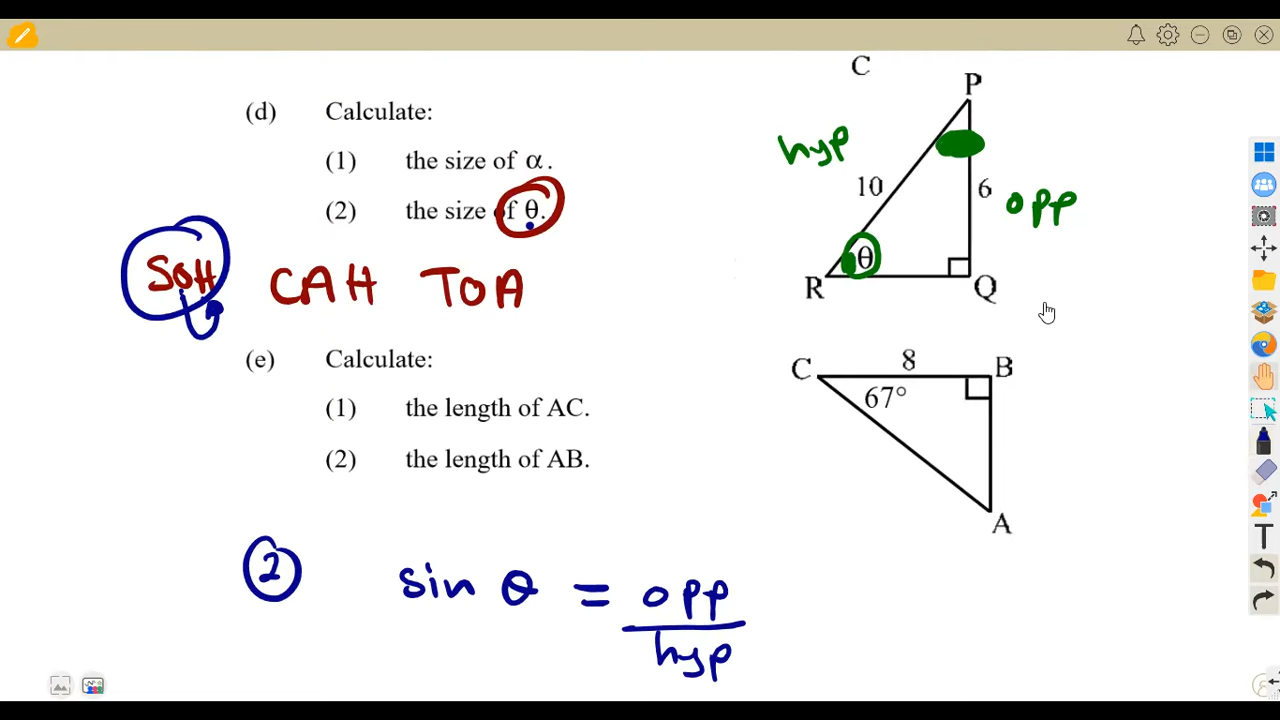 C
(d) Calculate:
P
hyp
(1) the size of α.
10
6
opp
(2) the size of θ.
θ
SOH CAH TOA
R
Q
(e) Calculate:
C
8
B
67°
(1) the length of AC.
(2) the length of AB.
A
2
sin θ = opp
hyp
T